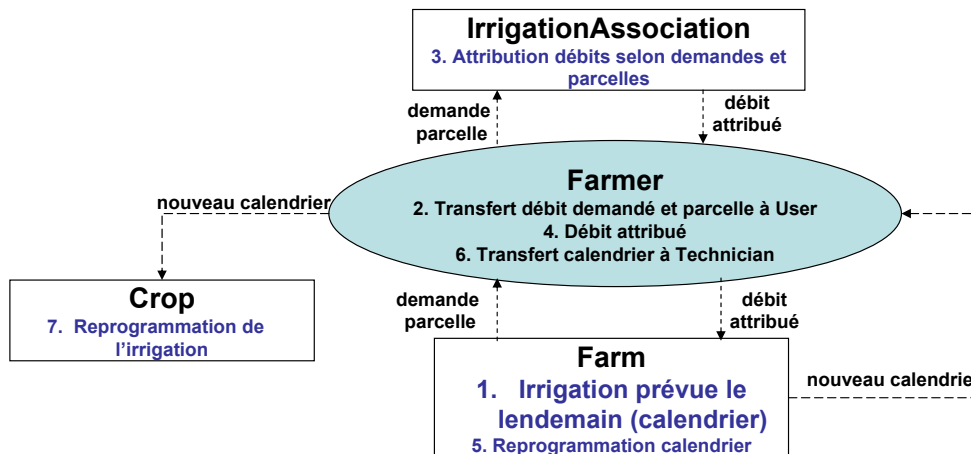 IrrigationAssociation
3. Attribution débits selon demandes et
parcelles
demande
parcelle
débit
attribué
nouveau calendrier
Farmer
2. Transfert débit demandé et parcelle à User
4. Débit attribué
6. Transfert calendrier à Technician
Crop
7. Reprogrammation de
l’irrigation
demande
parcelle
débit
attribué
Farm
1. Irrigation prévue le
lendemain (calendrier)
5. Reprogrammation calendrier
nouveau calendrie